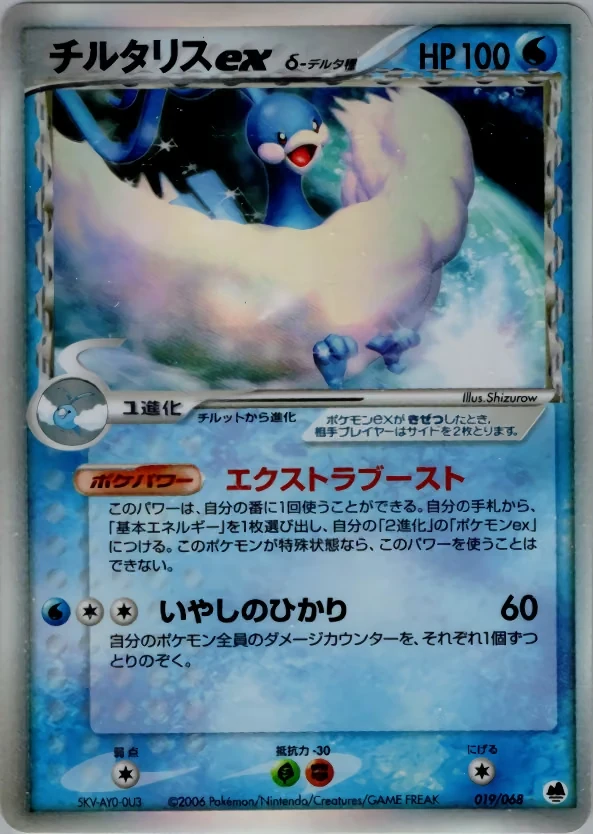 チルタリスex δ-デルタ種 HP100
Illus.Shizurow
1進化 チルットから進化
ポケモンexがきぜつしたとき、
相手プレイヤーはサイドを2枚とります。
ポケパワー エクストラブースト
このパワーは、自分の番に1回使うことができる。自分の手札から、
「基本エネルギー」を1枚選び出し、自分の「2進化」の「ポケモンex」
につける。このポケモンが特殊状態なら、このパワーを使うことは
できない。
いやしのひかり 60
自分のポケモン全員のダメージカウンターを、それぞれ1個ずつ
とりのぞく。
弱点 抵抗力 -30 にげる
5KV-AY0-0U3 ©2006 Pokémon/Nintendo/Creatures/GAME FREAK 019/068